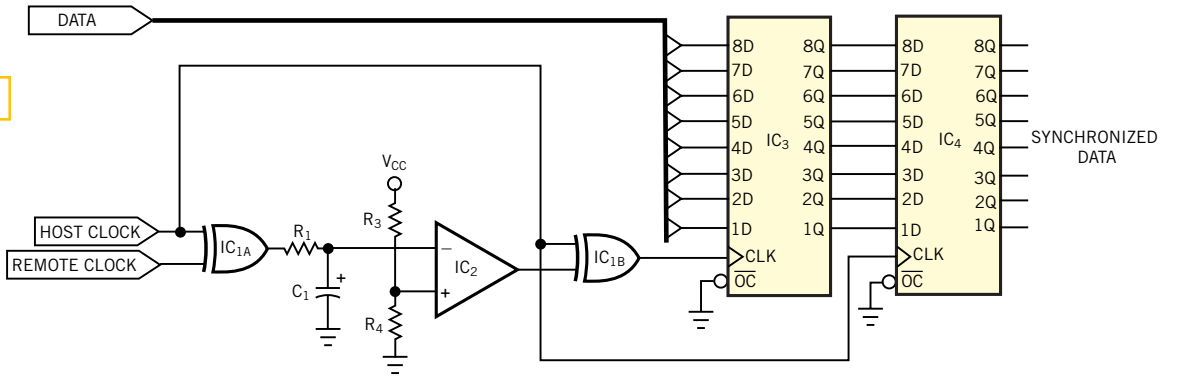 DATA
8D 8Q 8D 8Q
7D 7Q 7D 7Q
6D 6Q 6D 6Q
5D 5Q 5D 5Q
IC3 IC4
4D 4Q 4D 4Q
SYNCHRONIZED
DATA
3D 3Q 3D 3Q
2D 2Q 2D 2Q
1D 1Q 1D 1Q
CLK CLK
OC OC
VCC
R3
HOST CLOCK
REMOTE CLOCK
IC1A
R1
+
C1
−
IC2
+
R4
IC1B